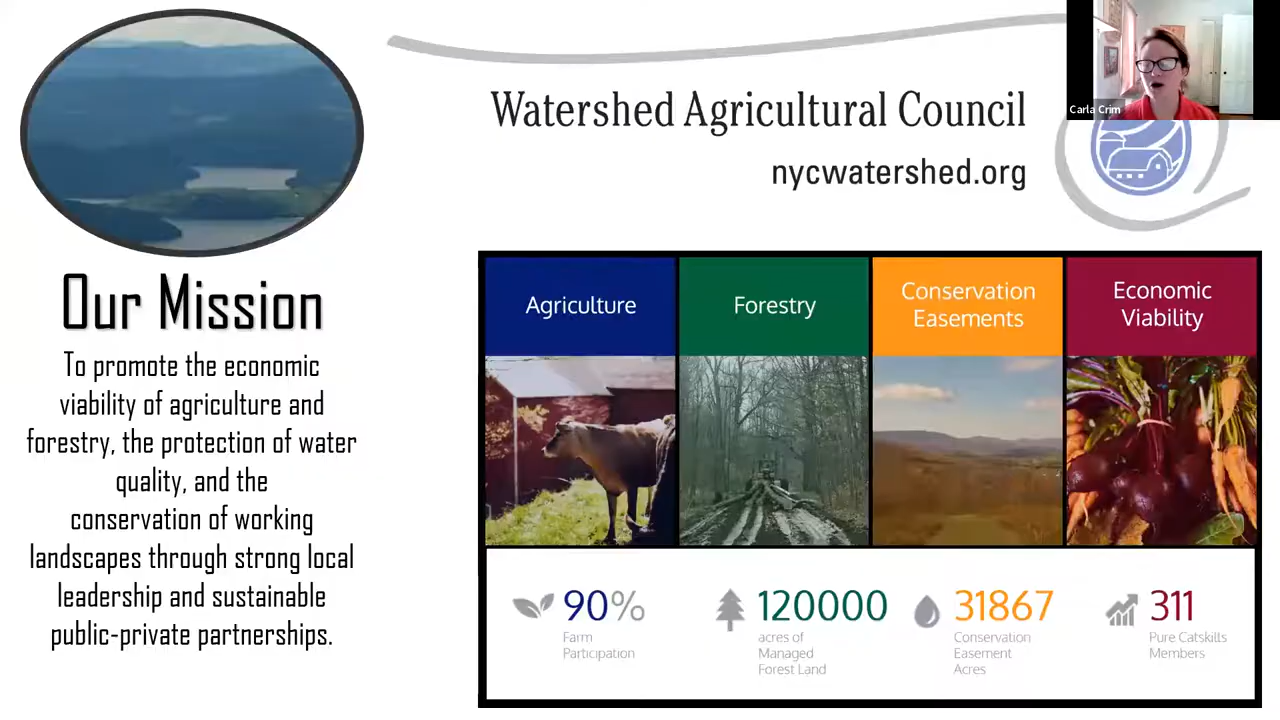 Watershed Agricultural Council
nycwatershed.org
Carla Crim
Our Mission
To promote the economic
viability of agriculture and
forestry, the protection of water
quality, and the
conservation of working
landscapes through strong local
leadership and sustainable
public-private partnerships.
Agriculture
Forestry
Conservation
Easements
Economic
Viability
90%
Farm
Participation
120000
acres of
Managed
Forest Land
31867
Conservation
Easement
Acres
311
Pure Catskills
Members